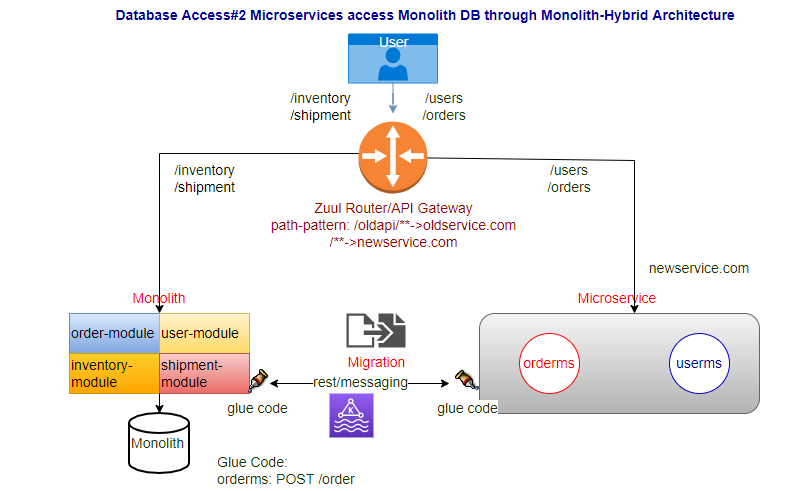 Database Access#2 Microservices access Monolith DB through Monolith-Hybrid Architecture
User
/inventory
/shipment
/users
/orders
/inventory
/shipment
/users
/orders
Zuul Router/API Gateway
path-pattern: /oldapi/**->oldservice.com
/**->newservice.com
newservice.com
Monolith
Microservice
order-module
user-module
inventory-
module
shipment-
module
Migration
rest/messaging
orderms
userms
glue code
glue code
K
Monolith
Glue Code:
orderms: POST /order